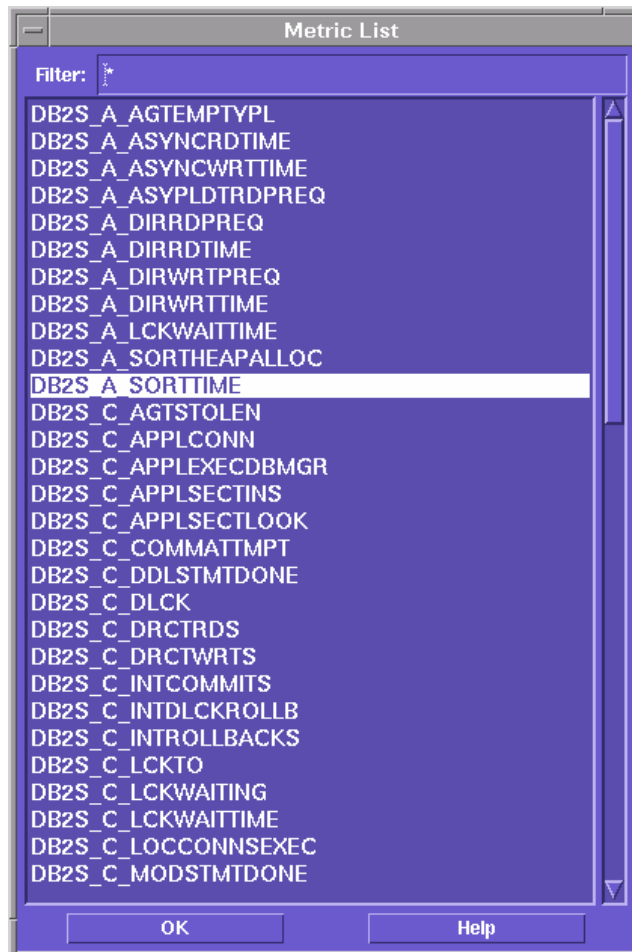 Metric List
Filter: *
DB2S_A_AGTEMPTYPL
DB2S_A_ASYNCRDTIME
DB2S_A_ASYNCWRTTIME
DB2S_A_ASYPLDTRDPREQ
DB2S_A_DIRRDPREQ
DB2S_A_DIRRDTIME
DB2S_A_DIRWRTPREQ
DB2S_A_DIRWRTTIME
DB2S_A_LCKWAITTIME
DB2S_A_SORTHEAPALLOC
DB2S_A_SORTTIME
DB2S_C_AGTSTOLEN
DB2S_C_APPLCONN
DB2S_C_APPLEXECDBMGR
DB2S_C_APPLSECTINS
DB2S_C_APPLSECTLOOK
DB2S_C_COMMATTMPT
DB2S_C_DDLSTMTDONE
DB2S_C_DLCK
DB2S_C_DRCTRDS
DB2S_C_DRCTWRTS
DB2S_C_INTCOMMITS
DB2S_C_INTDLCKROLLB
DB2S_C_INTROLLBACKS
DB2S_C_LCKTO
DB2S_C_LCKWAITING
DB2S_C_LCKWAITTIME
DB2S_C_LOCCONNSEXEC
DB2S_C_MODSTMTDONE
OK Help